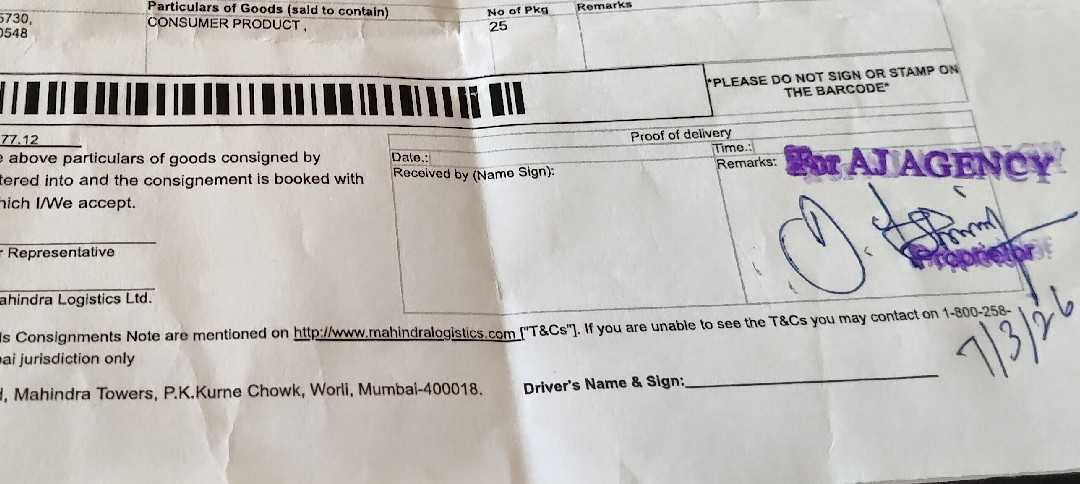 Particulars of Goods (said to contain)
No of Pkg
Remarks
5730,
0548
CONSUMER PRODUCT ,
25
*PLEASE DO NOT SIGN OR STAMP ON
THE BARCODE*
77.12
Proof of delivery
above particulars of goods consigned by
Date.:
Time.:
tered into and the consignement is booked with
Received by (Name Sign):
Remarks:
For AJ AGENCY
hich I/We accept.
Representative
Proprietor
ahindra Logistics Ltd.
s Consignments Note are mentioned on http://www.mahindralogistics.com ["T&Cs"]. If you are unable to see the T&Cs you may contact on 1-800-258-
7/3/26
ai jurisdiction only
, Mahindra Towers, P.K.Kurne Chowk, Worli, Mumbai-400018.
Driver's Name & Sign: